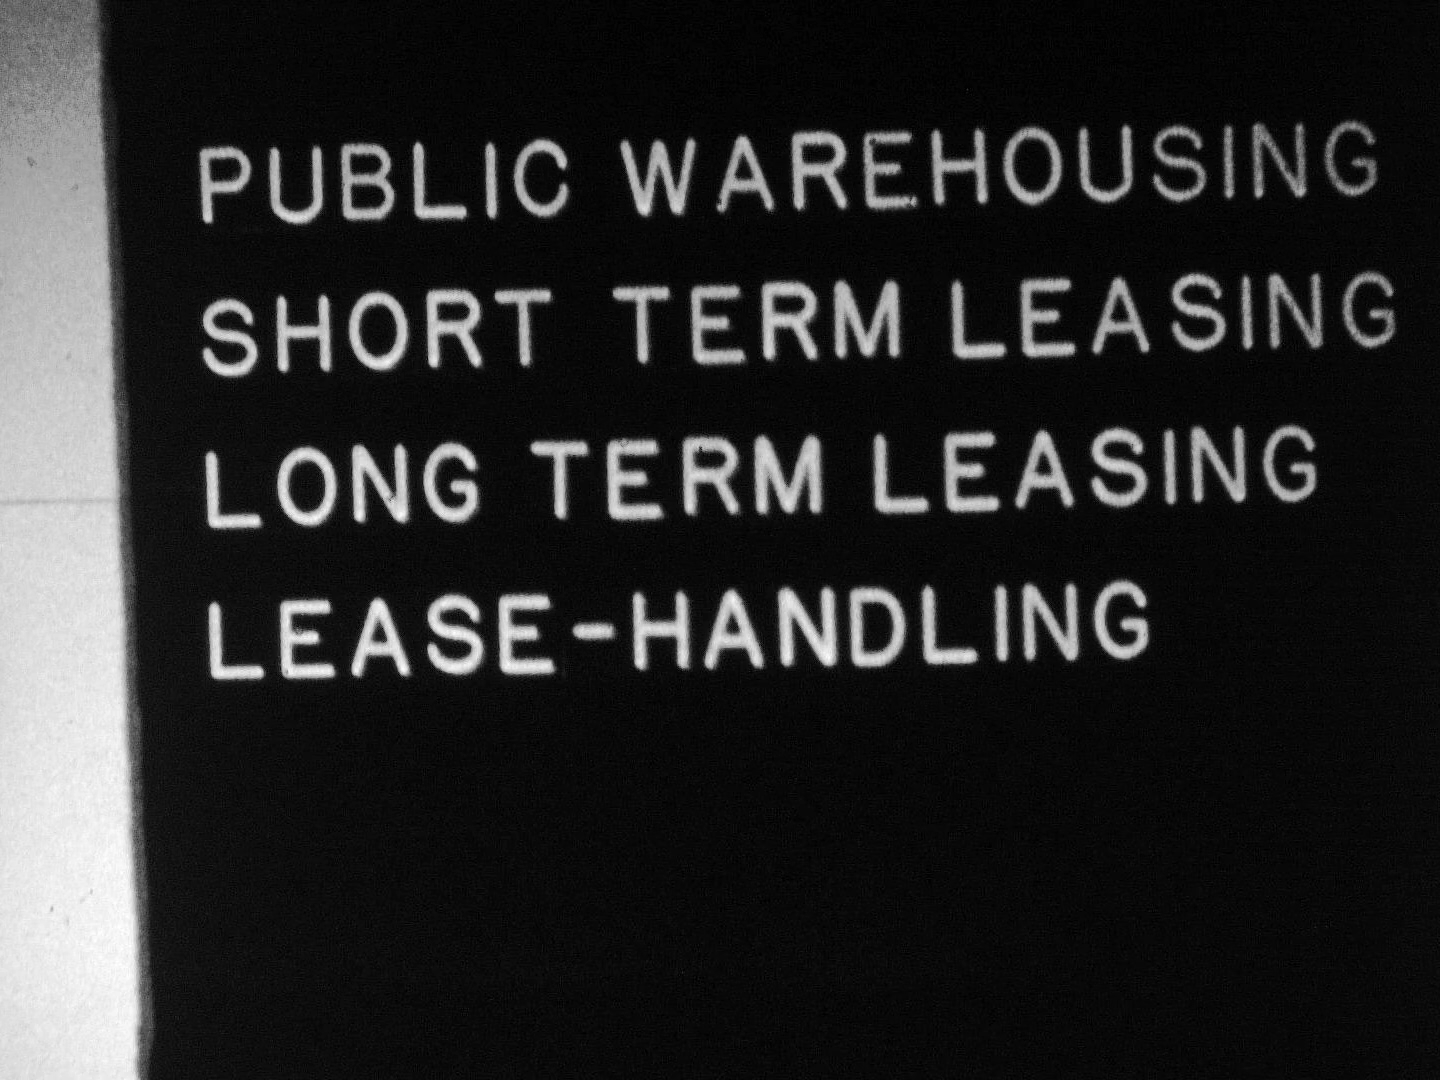 PUBLIC WAREHOUSING
SHORT TERM LEASING
LONG TERM LEASING
LEASE-HANDLING